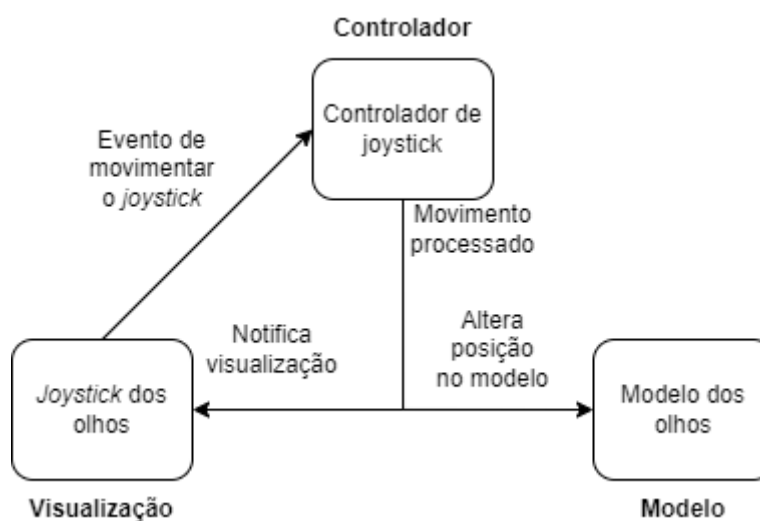 Controlador
Controlador de
joystick
Evento de
movimentar
o joystick
Movimento
processado
Notifica
visualização
Altera
posição
no modelo
Joystick dos
olhos
Modelo dos
olhos
Visualização
Modelo